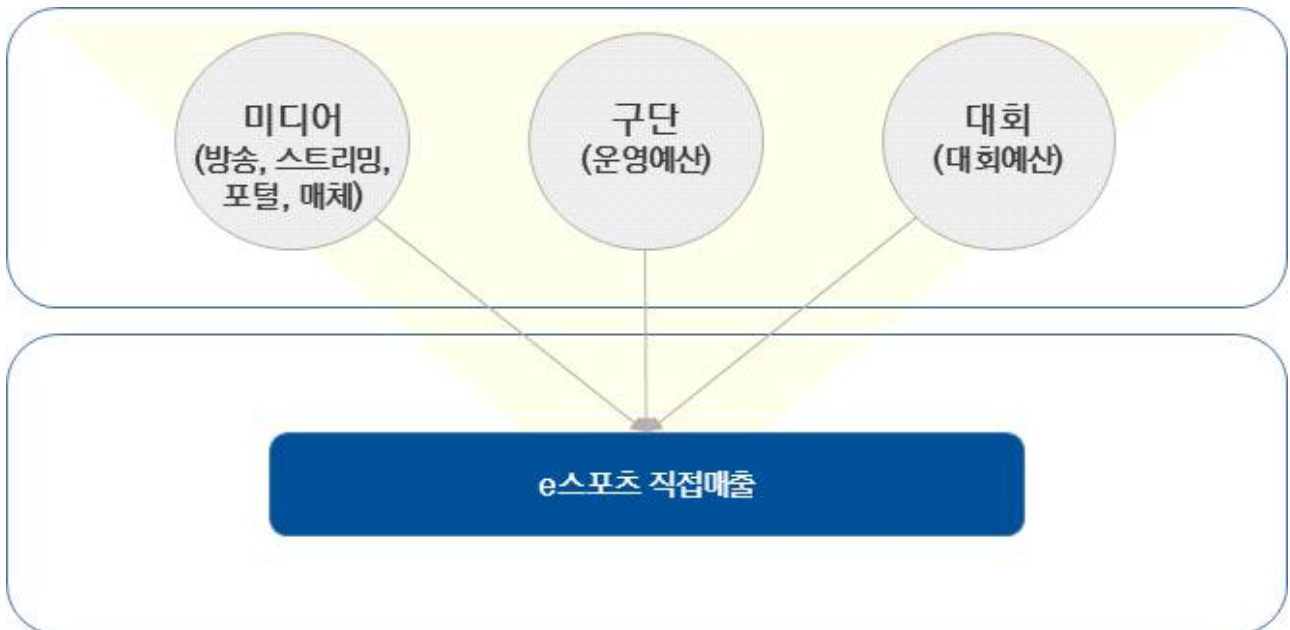 미디어
(방송, 스트리밍,
포털, 매체)
구단
(운영예산)
대회
(대회예산)
e스포츠 직접매출